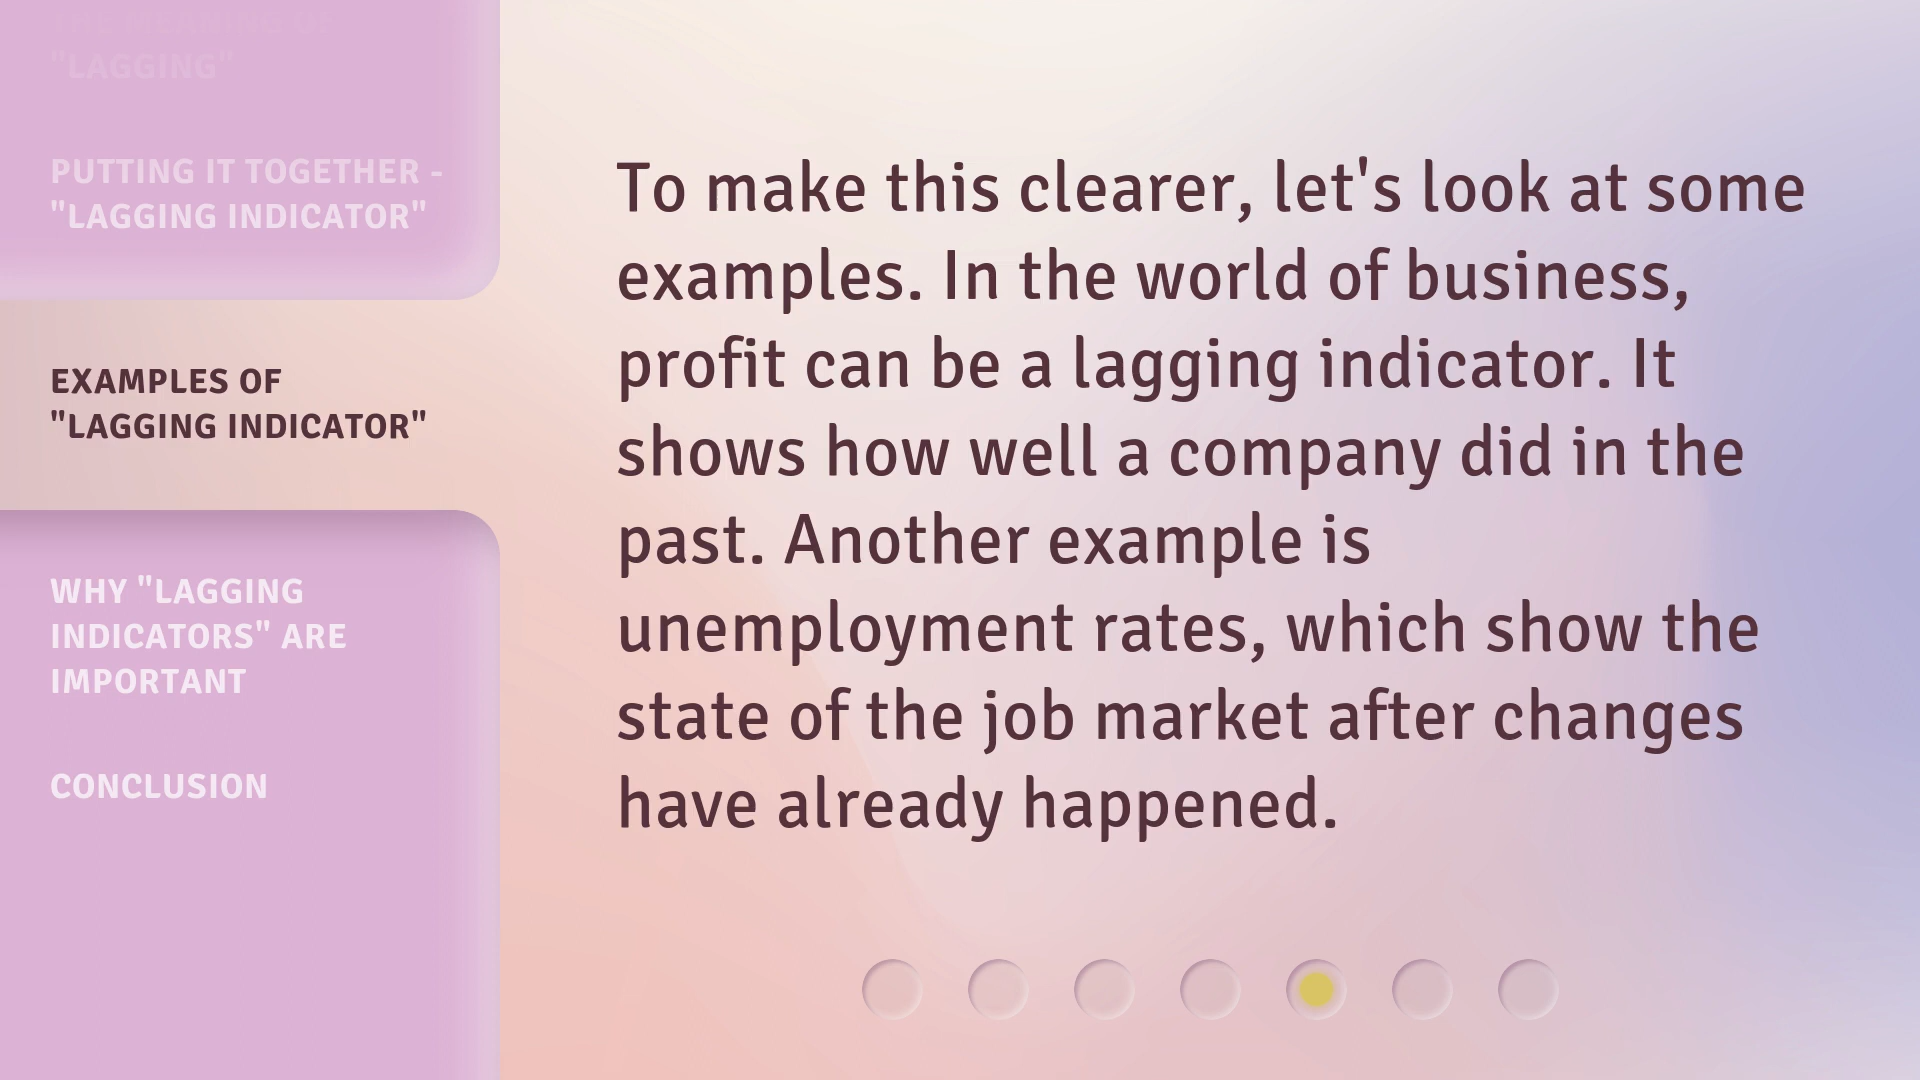 THE MEANING OF
"LAGGING"
PUTTING IT TOGETHER -
"LAGGING INDICATOR"
EXAMPLES OF
"LAGGING INDICATOR"
WHY "LAGGING
INDICATORS" ARE
IMPORTANT
CONCLUSION
To make this clearer, let's look at some
examples. In the world of business,
profit can be a lagging indicator. It
shows how well a company did in the
past. Another example is
unemployment rates, which show the
state of the job market after changes
have already happened.